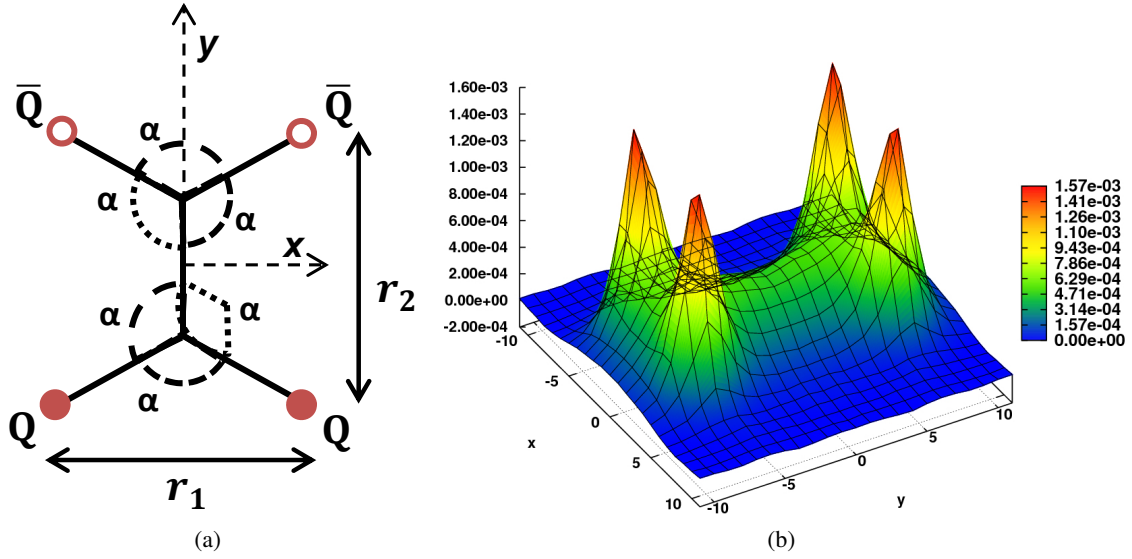 y
Q̅ Q̅
α
α α
x
r₂
α α
α
Q Q
r₁
(a)
1.60e-03
1.40e-03
1.20e-03
1.00e-03
8.00e-04
6.00e-04
4.00e-04
2.00e-04
0.00e+00
-2.00e-04
-10
-5
0
5
10
x
-10
-5
0
5
10
y
1.57e-03
1.41e-03
1.26e-03
1.10e-03
9.43e-04
7.86e-04
6.29e-04
4.71e-04
3.14e-04
1.57e-04
0.00e+00
(b)